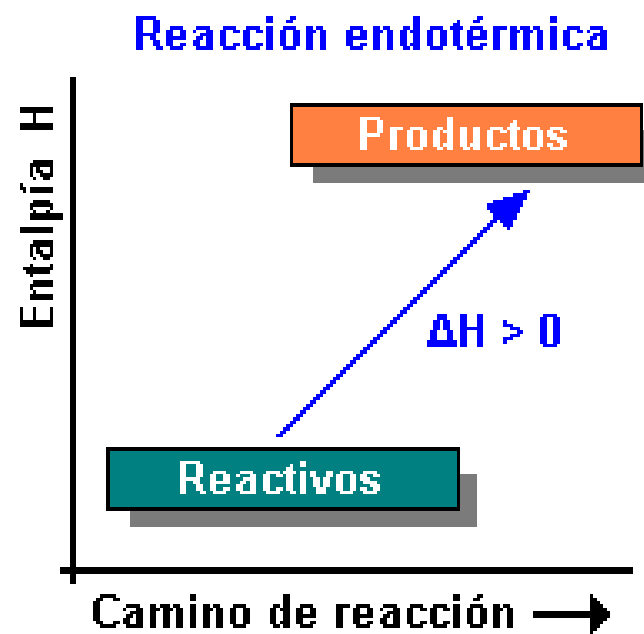 Reacción endotérmica
Entalpía H
Productos
ΔH > 0
Reactivos
Camino de reacción